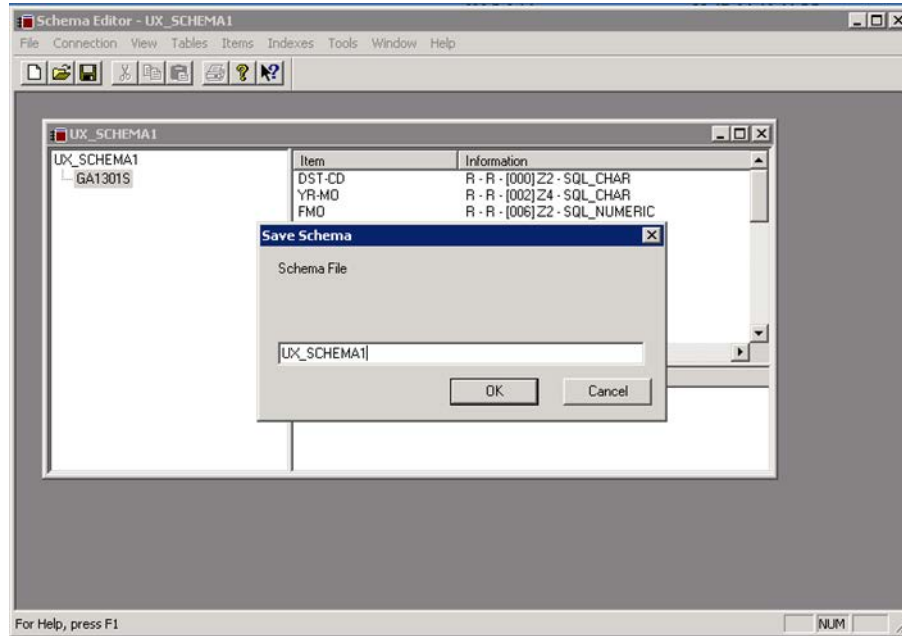 Schema Editor - UX_SCHEMA1
File Connection View Tables Items Indexes Tools Window Help
UX_SCHEMA1
UX_SCHEMA1
GA1301S
Item Information
DST-CD R - R - [000] Z2 - SQL_CHAR
YR-MO R - R - [002] Z4 - SQL_CHAR
FMO R - R - [006] Z2 - SQL_NUMERIC
Save Schema
Schema File
UX_SCHEMA1
OK Cancel
For Help, press F1
NUM